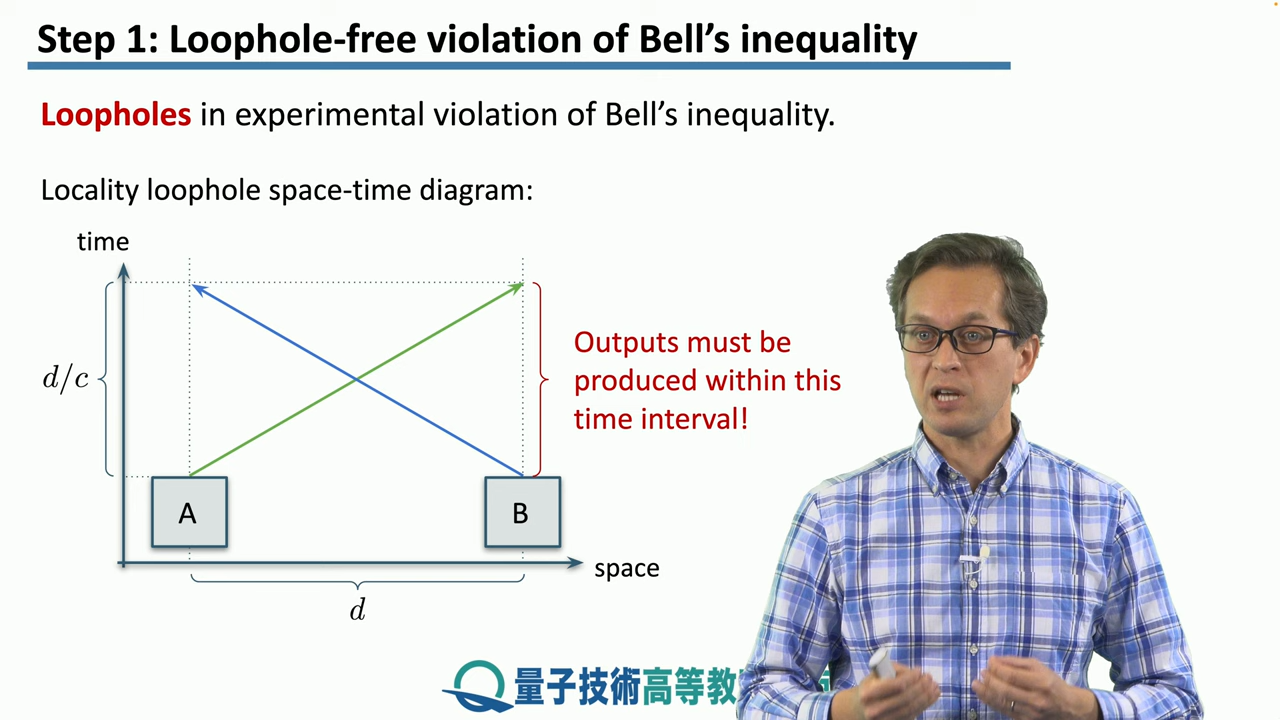 Step 1: Loophole-free violation of Bell's inequality
Loopholes in experimental violation of Bell's inequality.
Locality loophole space-time diagram:
time
d/c
Outputs must be
produced within this
time interval!
A
B
space
d
量子技術高等教